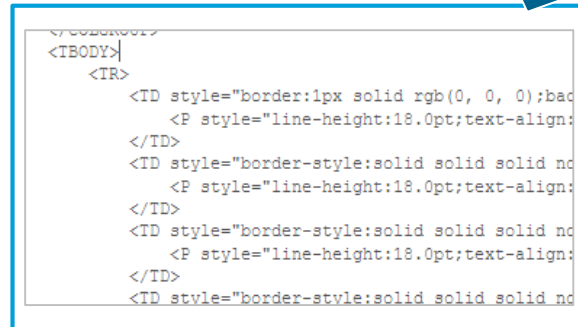 </COLGROUP>
<TBODY>
<TR>
<TD style="border:1px solid rgb(0, 0, 0);bac
<P style="line-height:18.0pt;text-align:
</TD>
<TD style="border-style:solid solid solid no
<P style="line-height:18.0pt;text-align:
</TD>
<TD style="border-style:solid solid solid no
<P style="line-height:18.0pt;text-align:
</TD>
<TD style="border-style:solid solid solid no